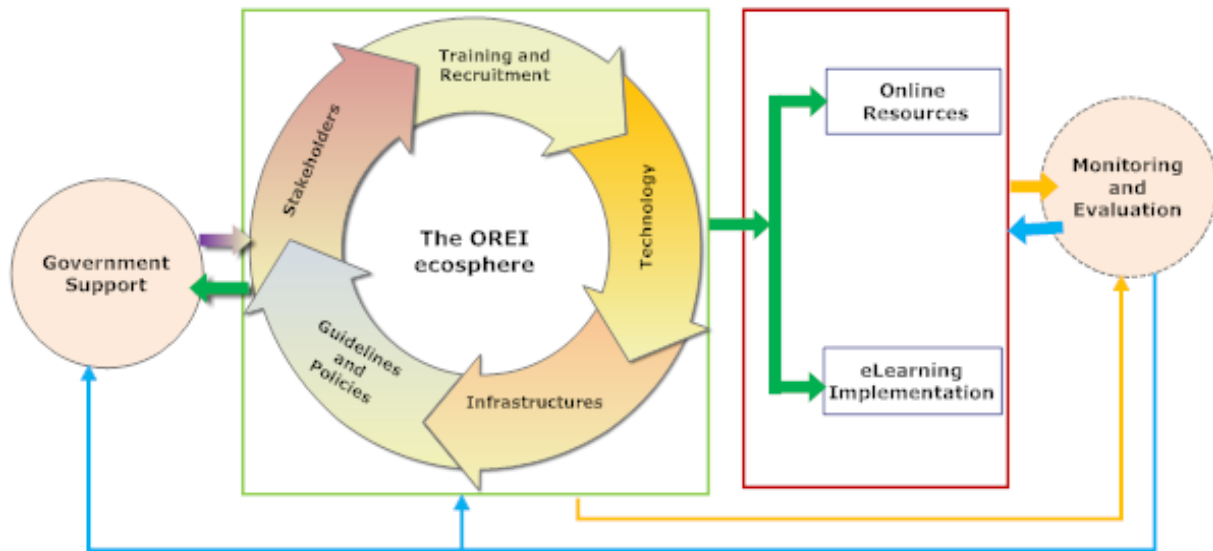 Government
Support
Stakeholders
Training and
Recruitment
Technology
Infrastructures
Guidelines
and
Policies
The OREI
ecosphere
Online
Resources
eLearning
Implementation
Monitoring
and
Evaluation